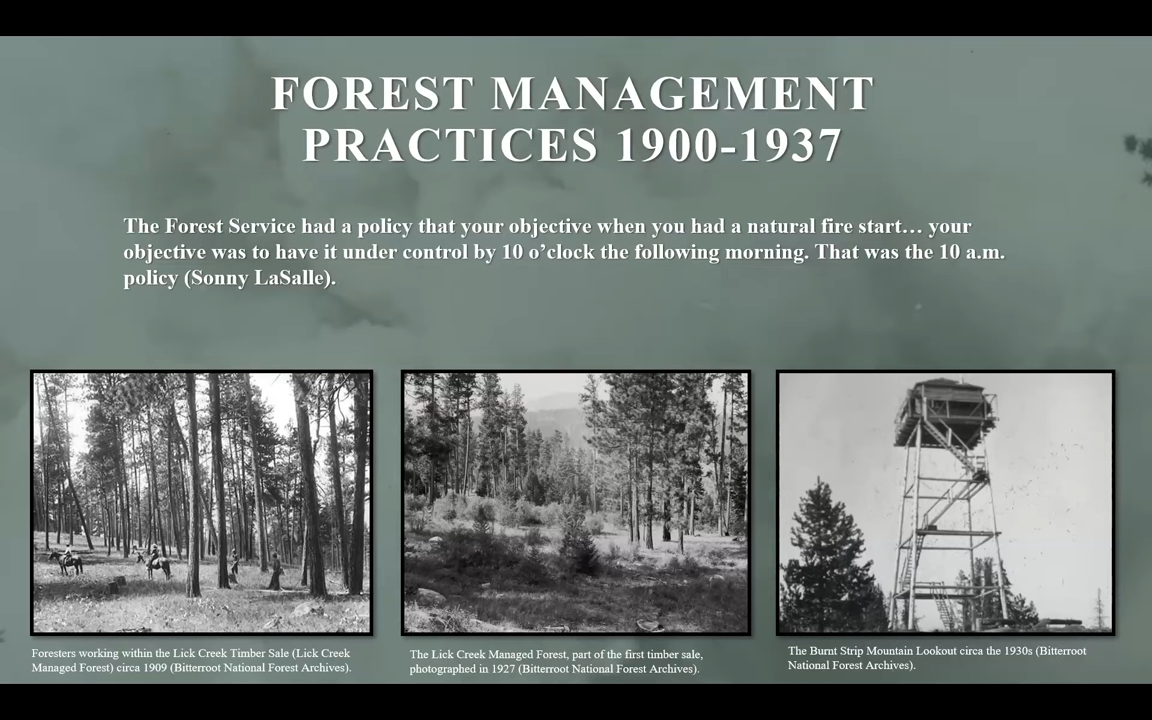 FOREST MANAGEMENT
PRACTICES 1900-1937
The Forest Service had a policy that your objective when you had a natural fire start… your
objective was to have it under control by 10 o’clock the following morning. That was the 10 a.m.
policy (Sonny LaSalle).
Foresters working within the Lick Creek Timber Sale (Lick Creek
Managed Forest) circa 1909 (Bitterroot National Forest Archives).
The Lick Creek Managed Forest, part of the first timber sale,
photographed in 1927 (Bitterroot National Forest Archives).
The Burnt Strip Mountain Lookout circa the 1930s (Bitterroot
National Forest Archives).